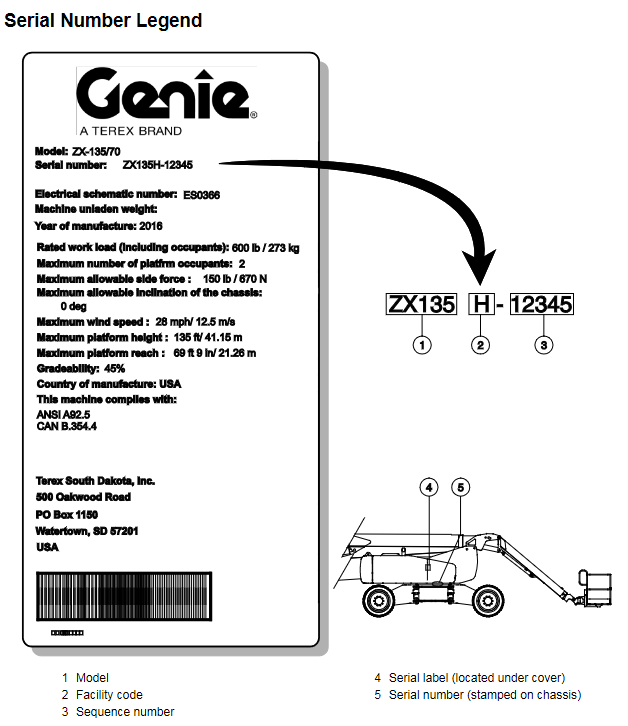 Serial Number Legend
Genie®
A TEREX BRAND
Model: ZX-135/70
Serial number: ZX135H-12345
Electrical schematic number: ES0366
Machine unladen weight:
Year of manufacture: 2016
Rated work load (including occupants): 600 lb / 273 kg
Maximum number of platfrm occupants: 2
Maximum allowable side force : 150 lb / 670 N
Maximum allowable inclination of the chassis:
0 deg
Maximum wind speed : 28 mph/ 12.5 m/s
Maximum platform height : 135 ft/ 41.15 m
Maximum platform reach : 69 ft 9 in/ 21.26 m
Gradeability: 45%
Country of manufacture: USA
This machine complies with:
ANSI A92.5
CAN B.354.4
Terex South Dakota, Inc.
500 Oakwood Road
PO Box 1150
Watertown, SD 57201
USA
ZX135 H - 12345
1 2 3
4 5
1 Model
2 Facility code
3 Sequence number
4 Serial label (located under cover)
5 Serial number (stamped on chassis)